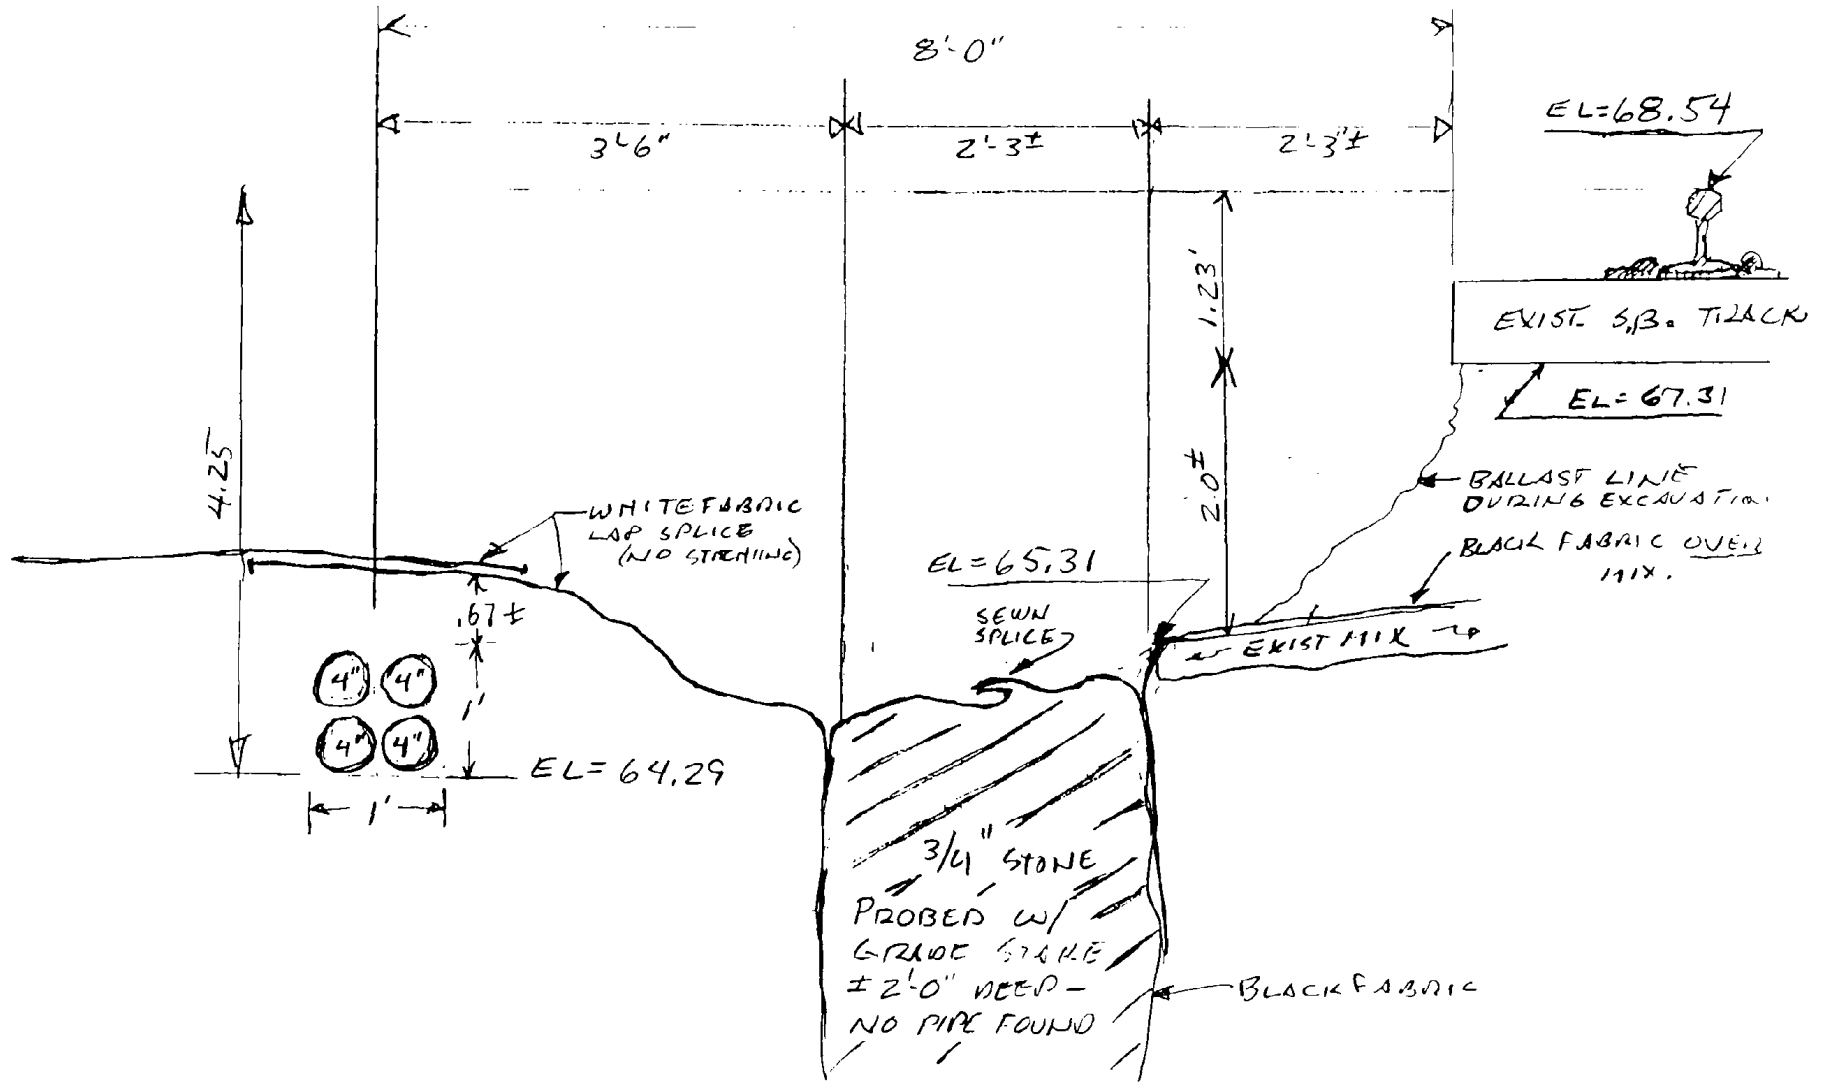 8'-0"
EL=68.54
3'-6"
2'-3±
2'-3"±
1.23'
EXIST. S.B. TRACK
EL= 67.31
4.25
2.0±
BALLAST LINE
DURING EXCAVATION.
WHITE FABRIC
LAP SPLICE
(NO STITCHING)
BLACK FABRIC OVER
MIX.
EL=65.31
.67±
SEWN
SPLICE
EXIST MIX
4" 4"
1'
4" 4"
EL= 64.29
1'
3/4" STONE
PROBED W/
GRADE STAKE
± 2'-0" DEEP -
NO PIPE FOUND
BLACK FABRIC